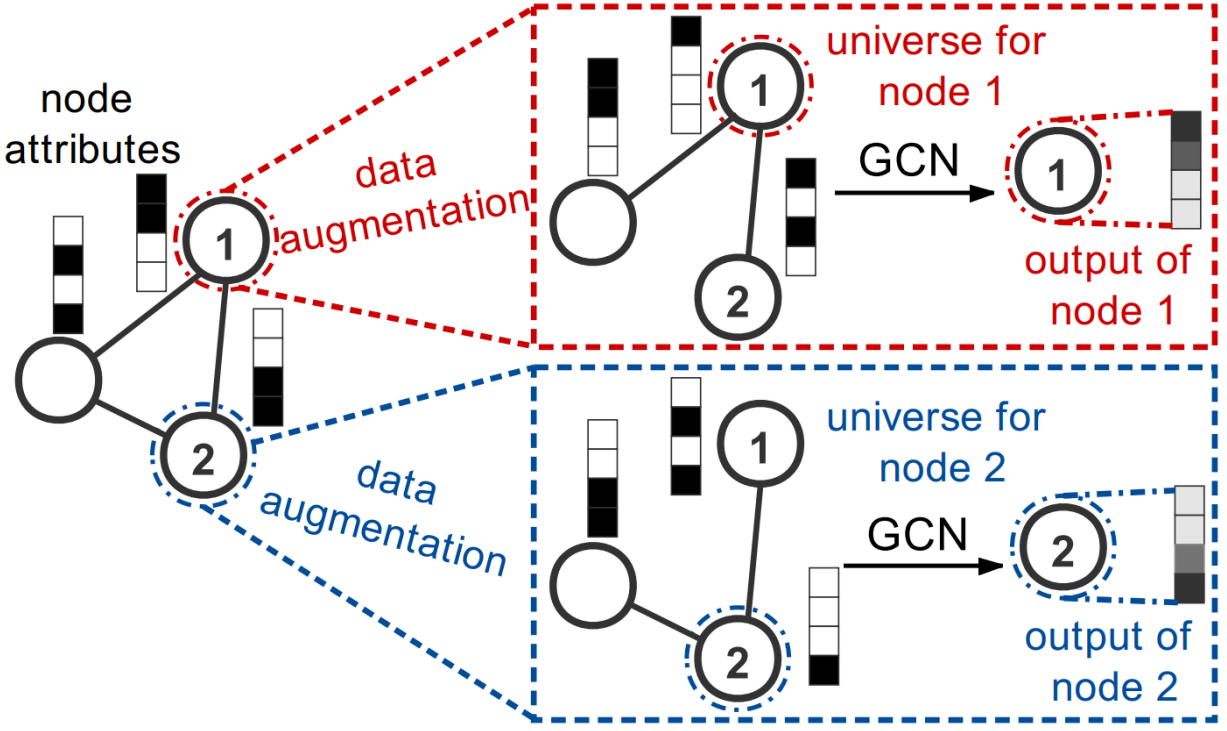 node
attributes
1
2
data
augmentation
data
augmentation
universe for
node 1
1
2
GCN
1
output of
node 1
universe for
node 2
1
2
GCN
2
output of
node 2